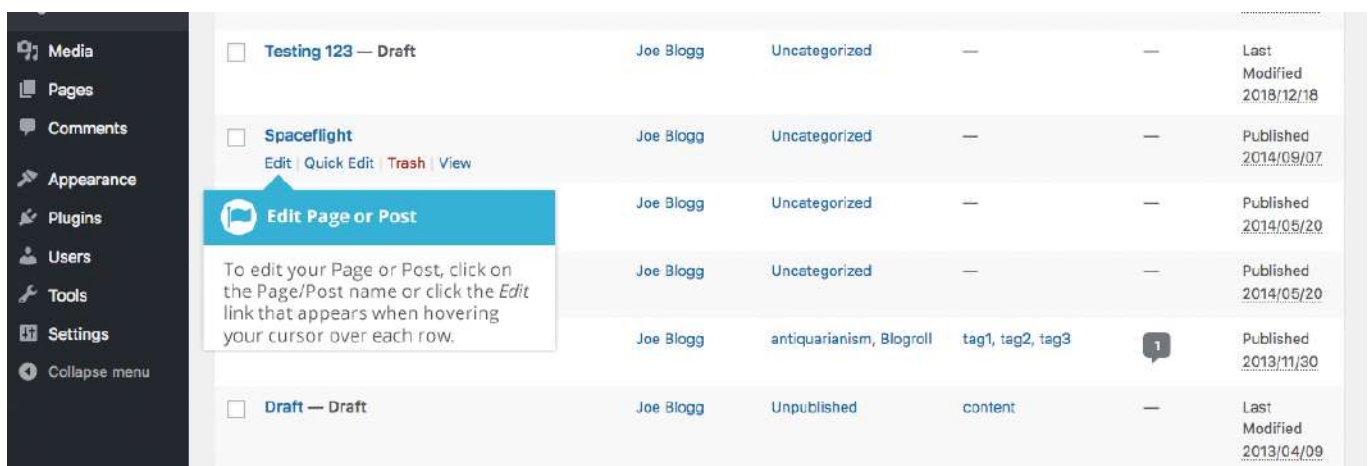 Media
Pages
Comments
Appearance
Plugins
Users
Tools
Settings
Collapse menu
Testing 123 — Draft
Joe Blogg
Uncategorized
—
—
Last
Modified
2018/12/18
Spaceflight
Edit | Quick Edit | Trash | View
Joe Blogg
Uncategorized
—
—
Published
2014/09/07
Edit Page or Post
To edit your Page or Post, click on
the Page/Post name or click the Edit
link that appears when hovering
your cursor over each row.
Joe Blogg
Uncategorized
—
—
Published
2014/05/20
Joe Blogg
Uncategorized
—
—
Published
2014/05/20
Joe Blogg
antiquarianism, Blogroll
tag1, tag2, tag3
1
Published
2013/11/30
Draft — Draft
Joe Blogg
Unpublished
content
—
Last
Modified
2013/04/09